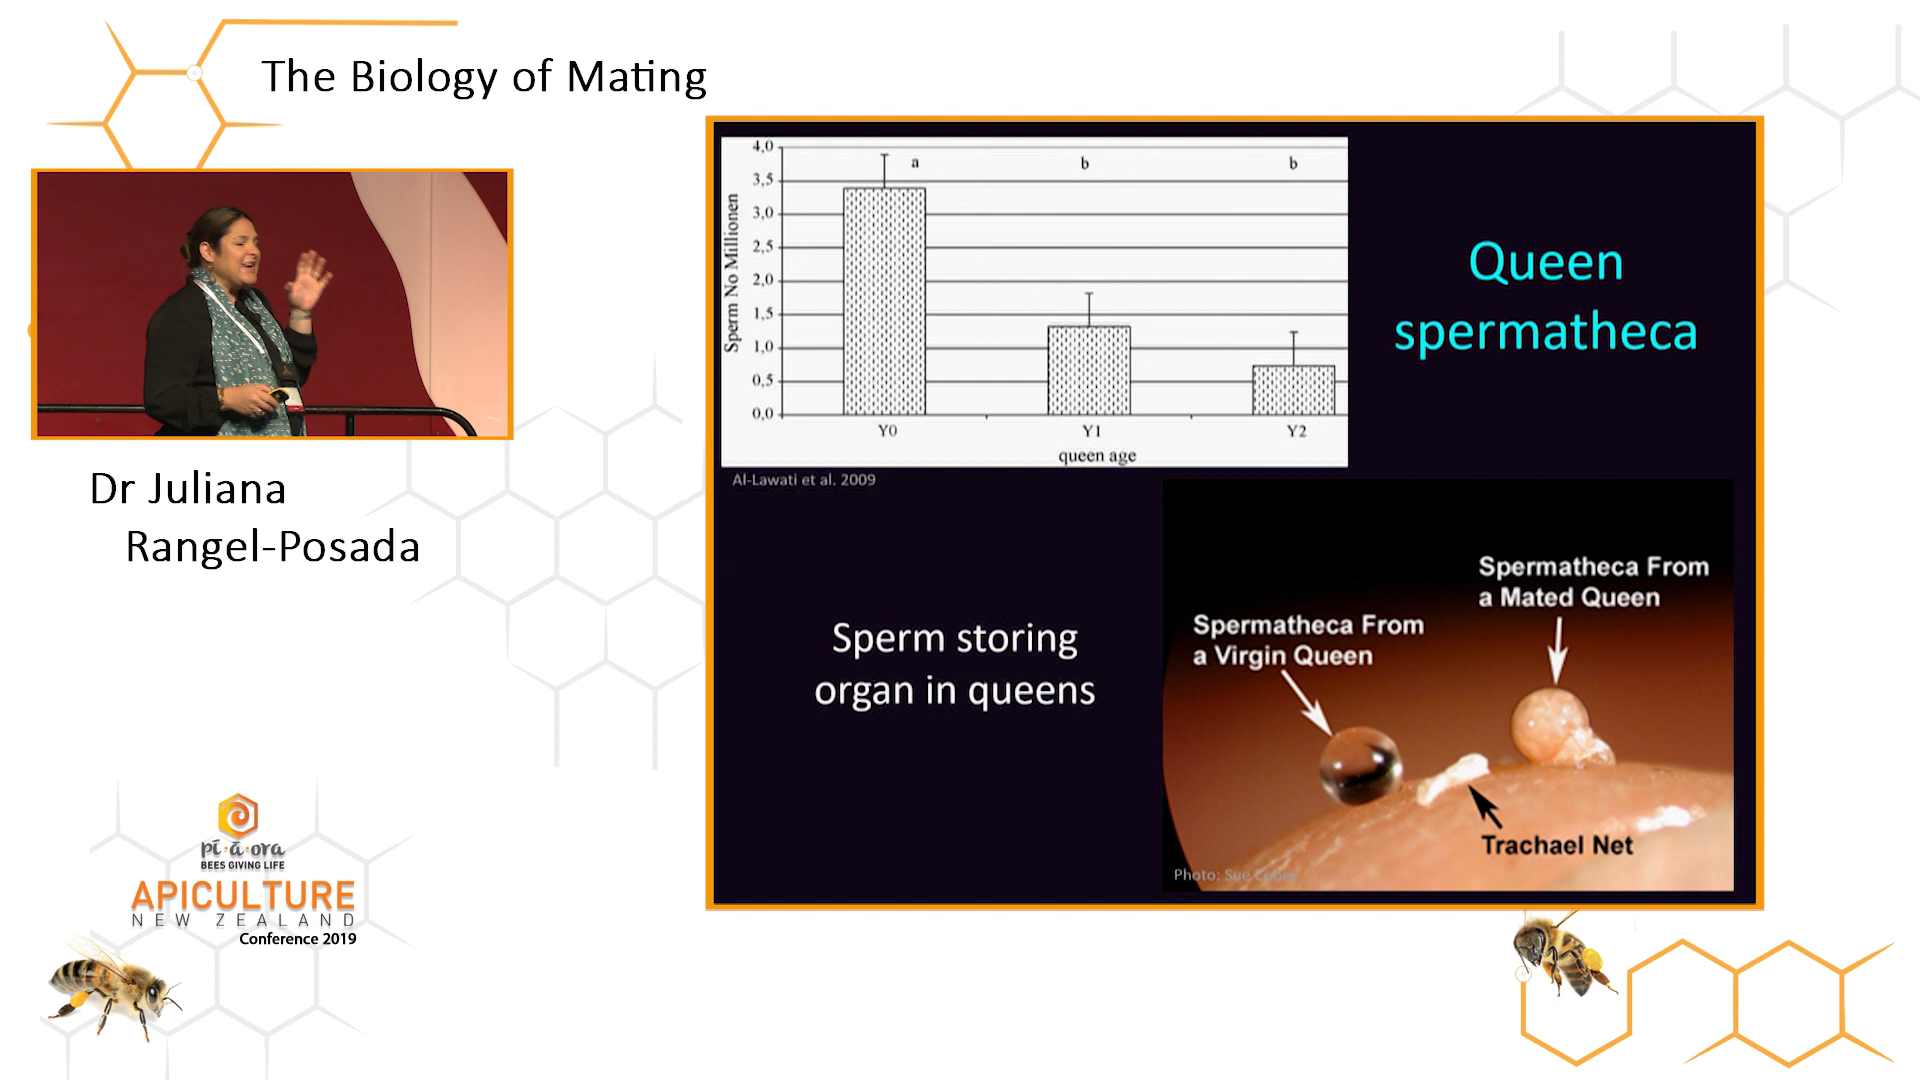 The Biology of Mating
4,0
3,5
3,0
2,5
2,0
1,5
1,0
0,5
0,0
Sperm No Millionen
a
b
b
Y0
Y1
Y2
queen age
Al-Lawati et al. 2009
Queen
spermatheca
Sperm storing
organ in queens
Spermatheca From
a Mated Queen
Spermatheca From
a Virgin Queen
Trachael Net
Photo: Sue Cobey
Dr Juliana
Rangel-Posada
pī·ā·ora
BEES GIVING LIFE
APICULTURE
NEW ZEALAND
Conference 2019